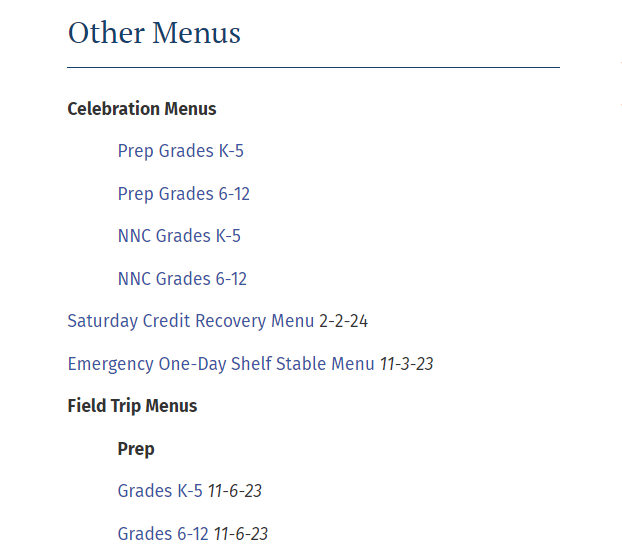 Other Menus
Celebration Menus
Prep Grades K-5
Prep Grades 6-12
NNC Grades K-5
NNC Grades 6-12
Saturday Credit Recovery Menu 2-2-24
Emergency One-Day Shelf Stable Menu 11-3-23
Field Trip Menus
Prep
Grades K-5 11-6-23
Grades 6-12 11-6-23